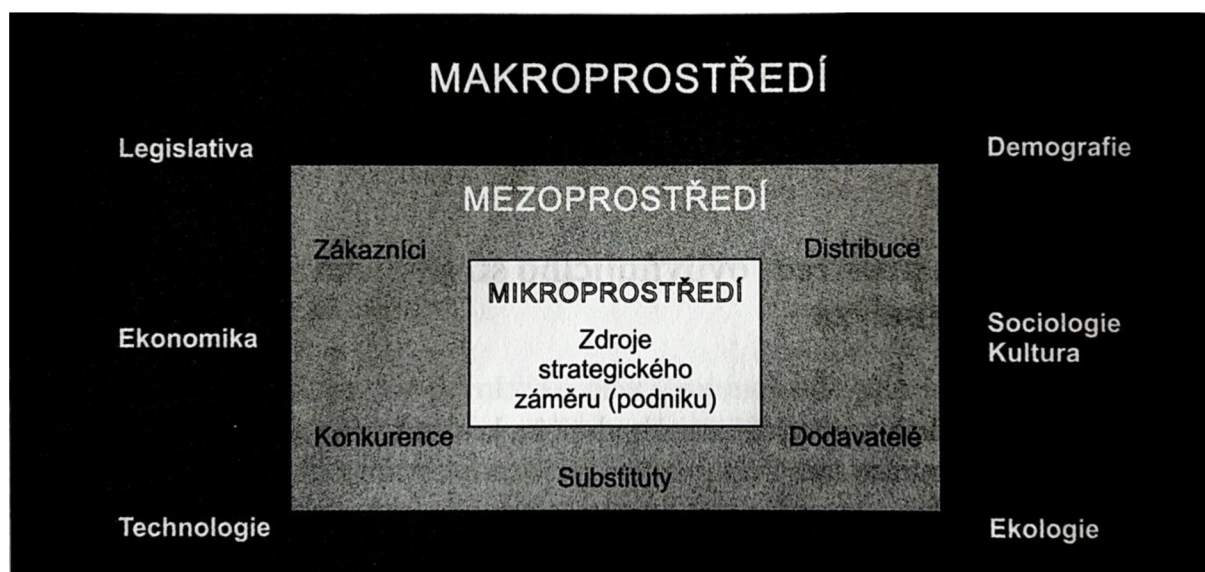 MAKROPROSTŘEDÍ
Legislativa
Demografie
MEZOPROSTŘEDÍ
Zákazníci
Distribuce
MIKROPROSTŘEDÍ
Zdroje
strategického
záměru (podniku)
Ekonomika
Sociologie
Kultura
Konkurence
Dodavatelé
Substituty
Technologie
Ekologie